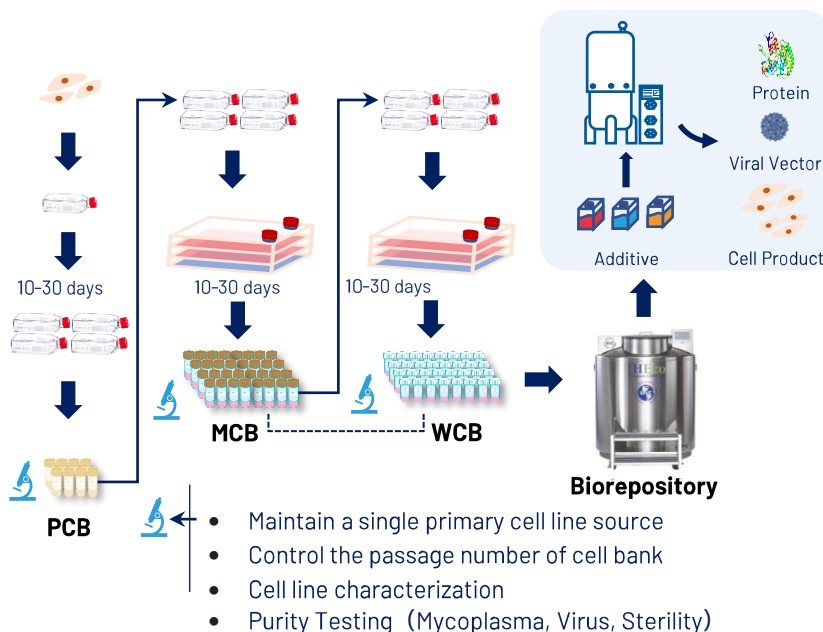 Protein
Viral Vector
Additive
Cell Product
10-30 days
10-30 days
10-30 days
HEco
MCB
WCB
Biorepository
PCB
• Maintain a single primary cell line source
• Control the passage number of cell bank
• Cell line characterization
• Purity Testing（Mycoplasma, Virus, Sterility）